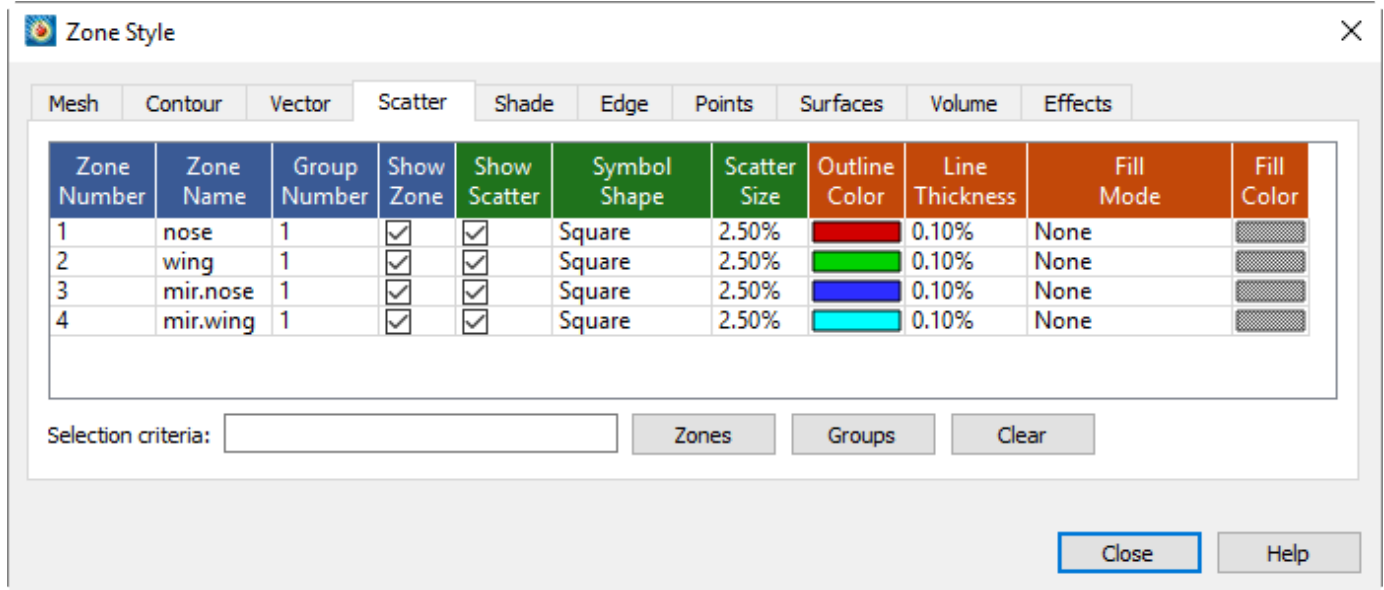 Zone Style
Mesh Contour Vector Scatter Shade Edge Points Surfaces Volume Effects
Zone Number Zone Name Group Number Show Zone Show Scatter Symbol Shape Scatter Size Outline Color Line Thickness Fill Mode Fill Color
1 nose 1 Square 2.50% 0.10% None
2 wing 1 Square 2.50% 0.10% None
3 mir.nose 1 Square 2.50% 0.10% None
4 mir.wing 1 Square 2.50% 0.10% None
Selection criteria: Zones Groups Clear
Close Help